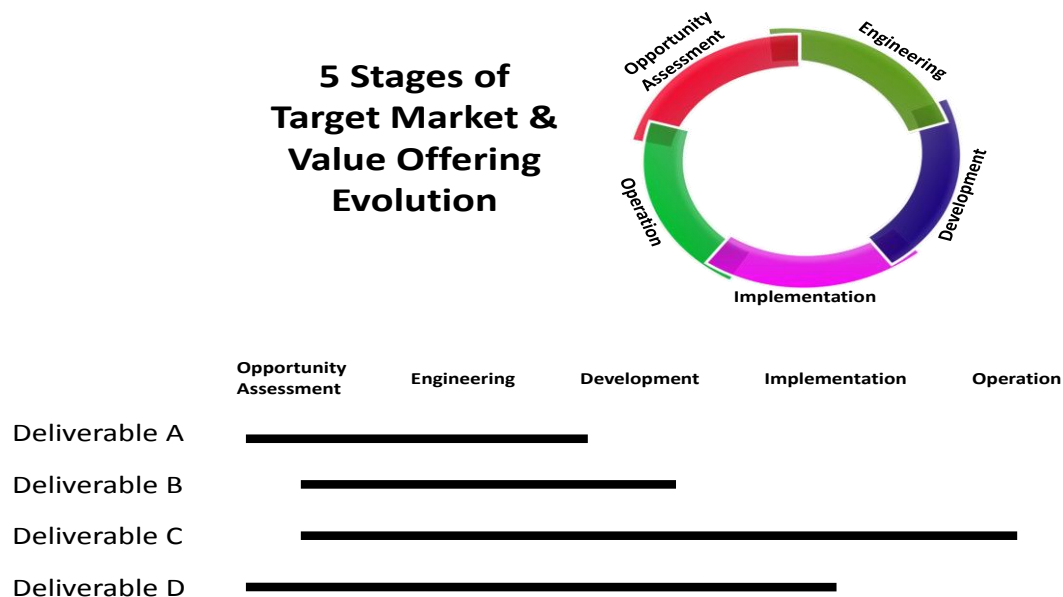 5 Stages of
Target Market &
Value Offering
Evolution
Opportunity
Assessment
Engineering
Development
Implementation
Operation
Opportunity
Assessment
Engineering
Development
Implementation
Operation
Deliverable A
Deliverable B
Deliverable C
Deliverable D